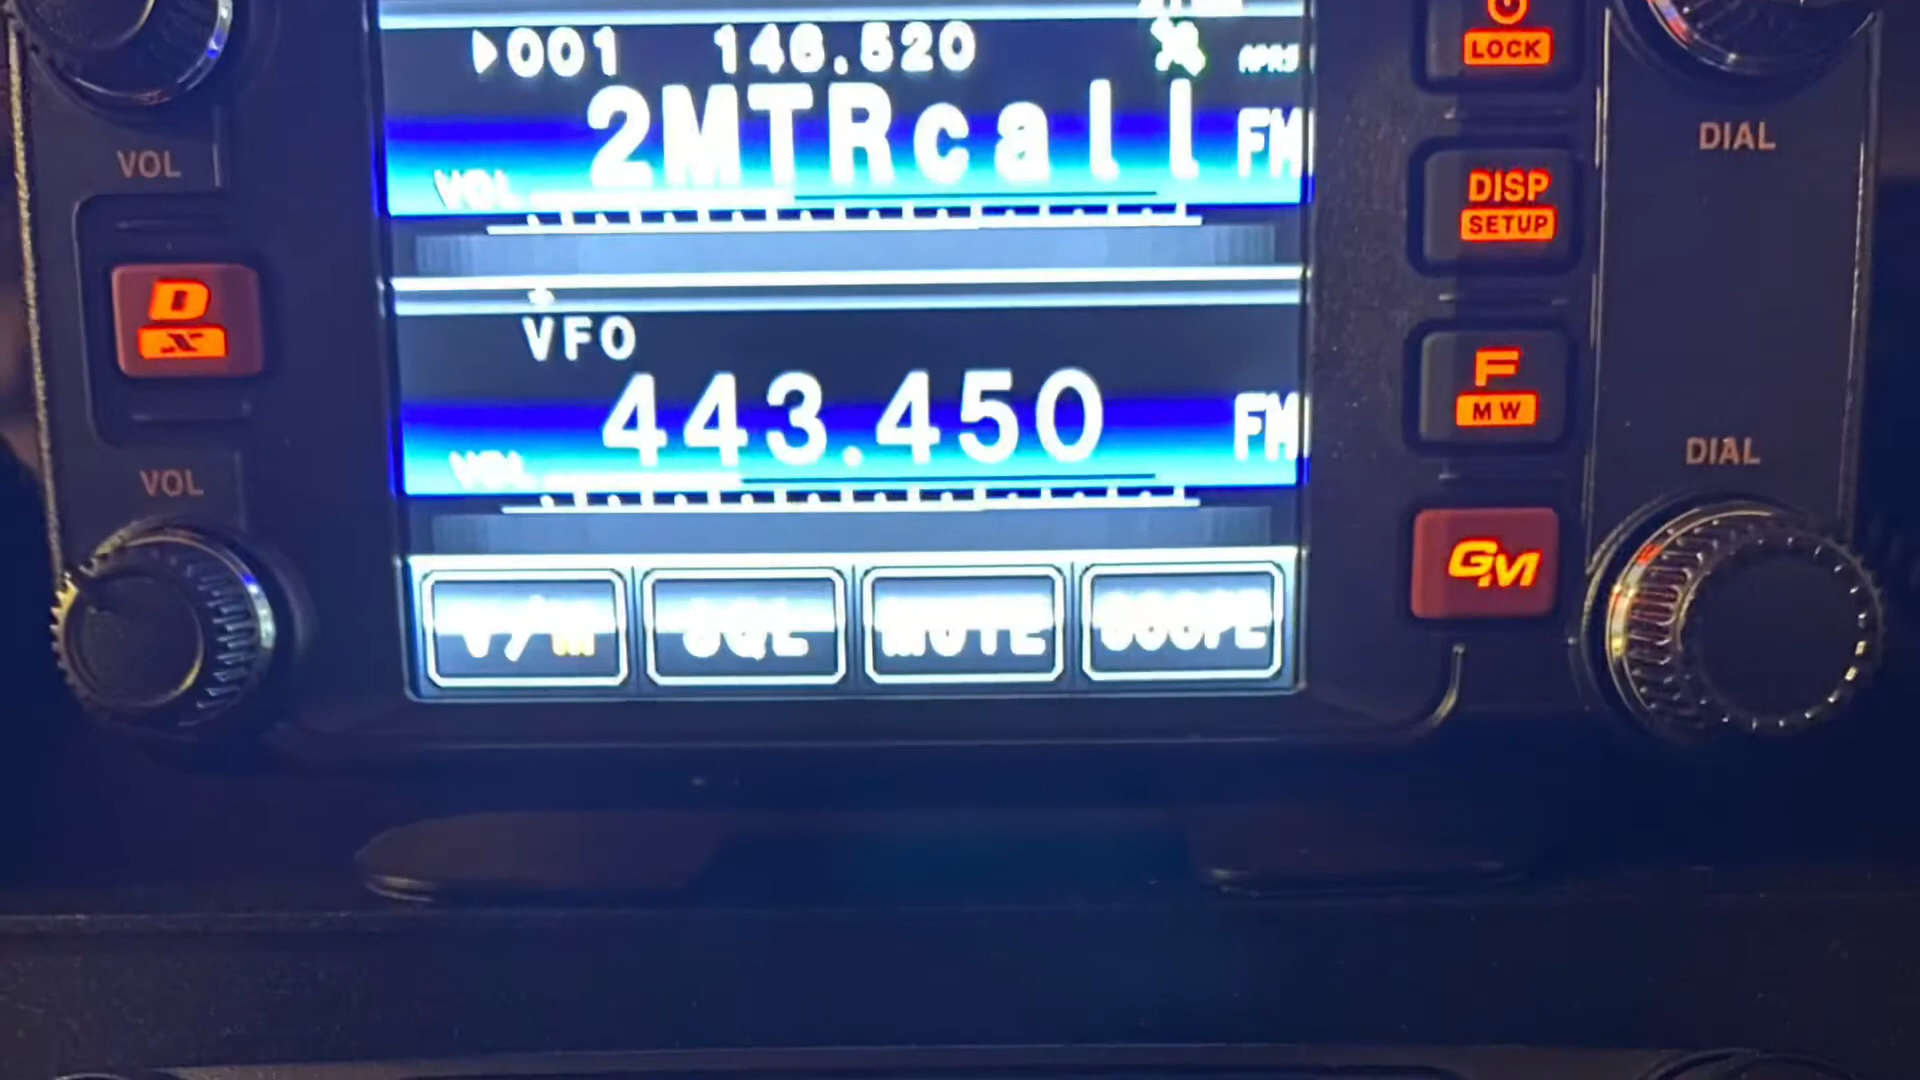 001 146.520
APRS
2MTRcall FM
VOL
VFO
443.450 FM
VOL
V/M SQL MUTE SCOPE
VOL
D
X
VOL
LOCK
DISP
SETUP
F
MW
GM
DIAL
DIAL